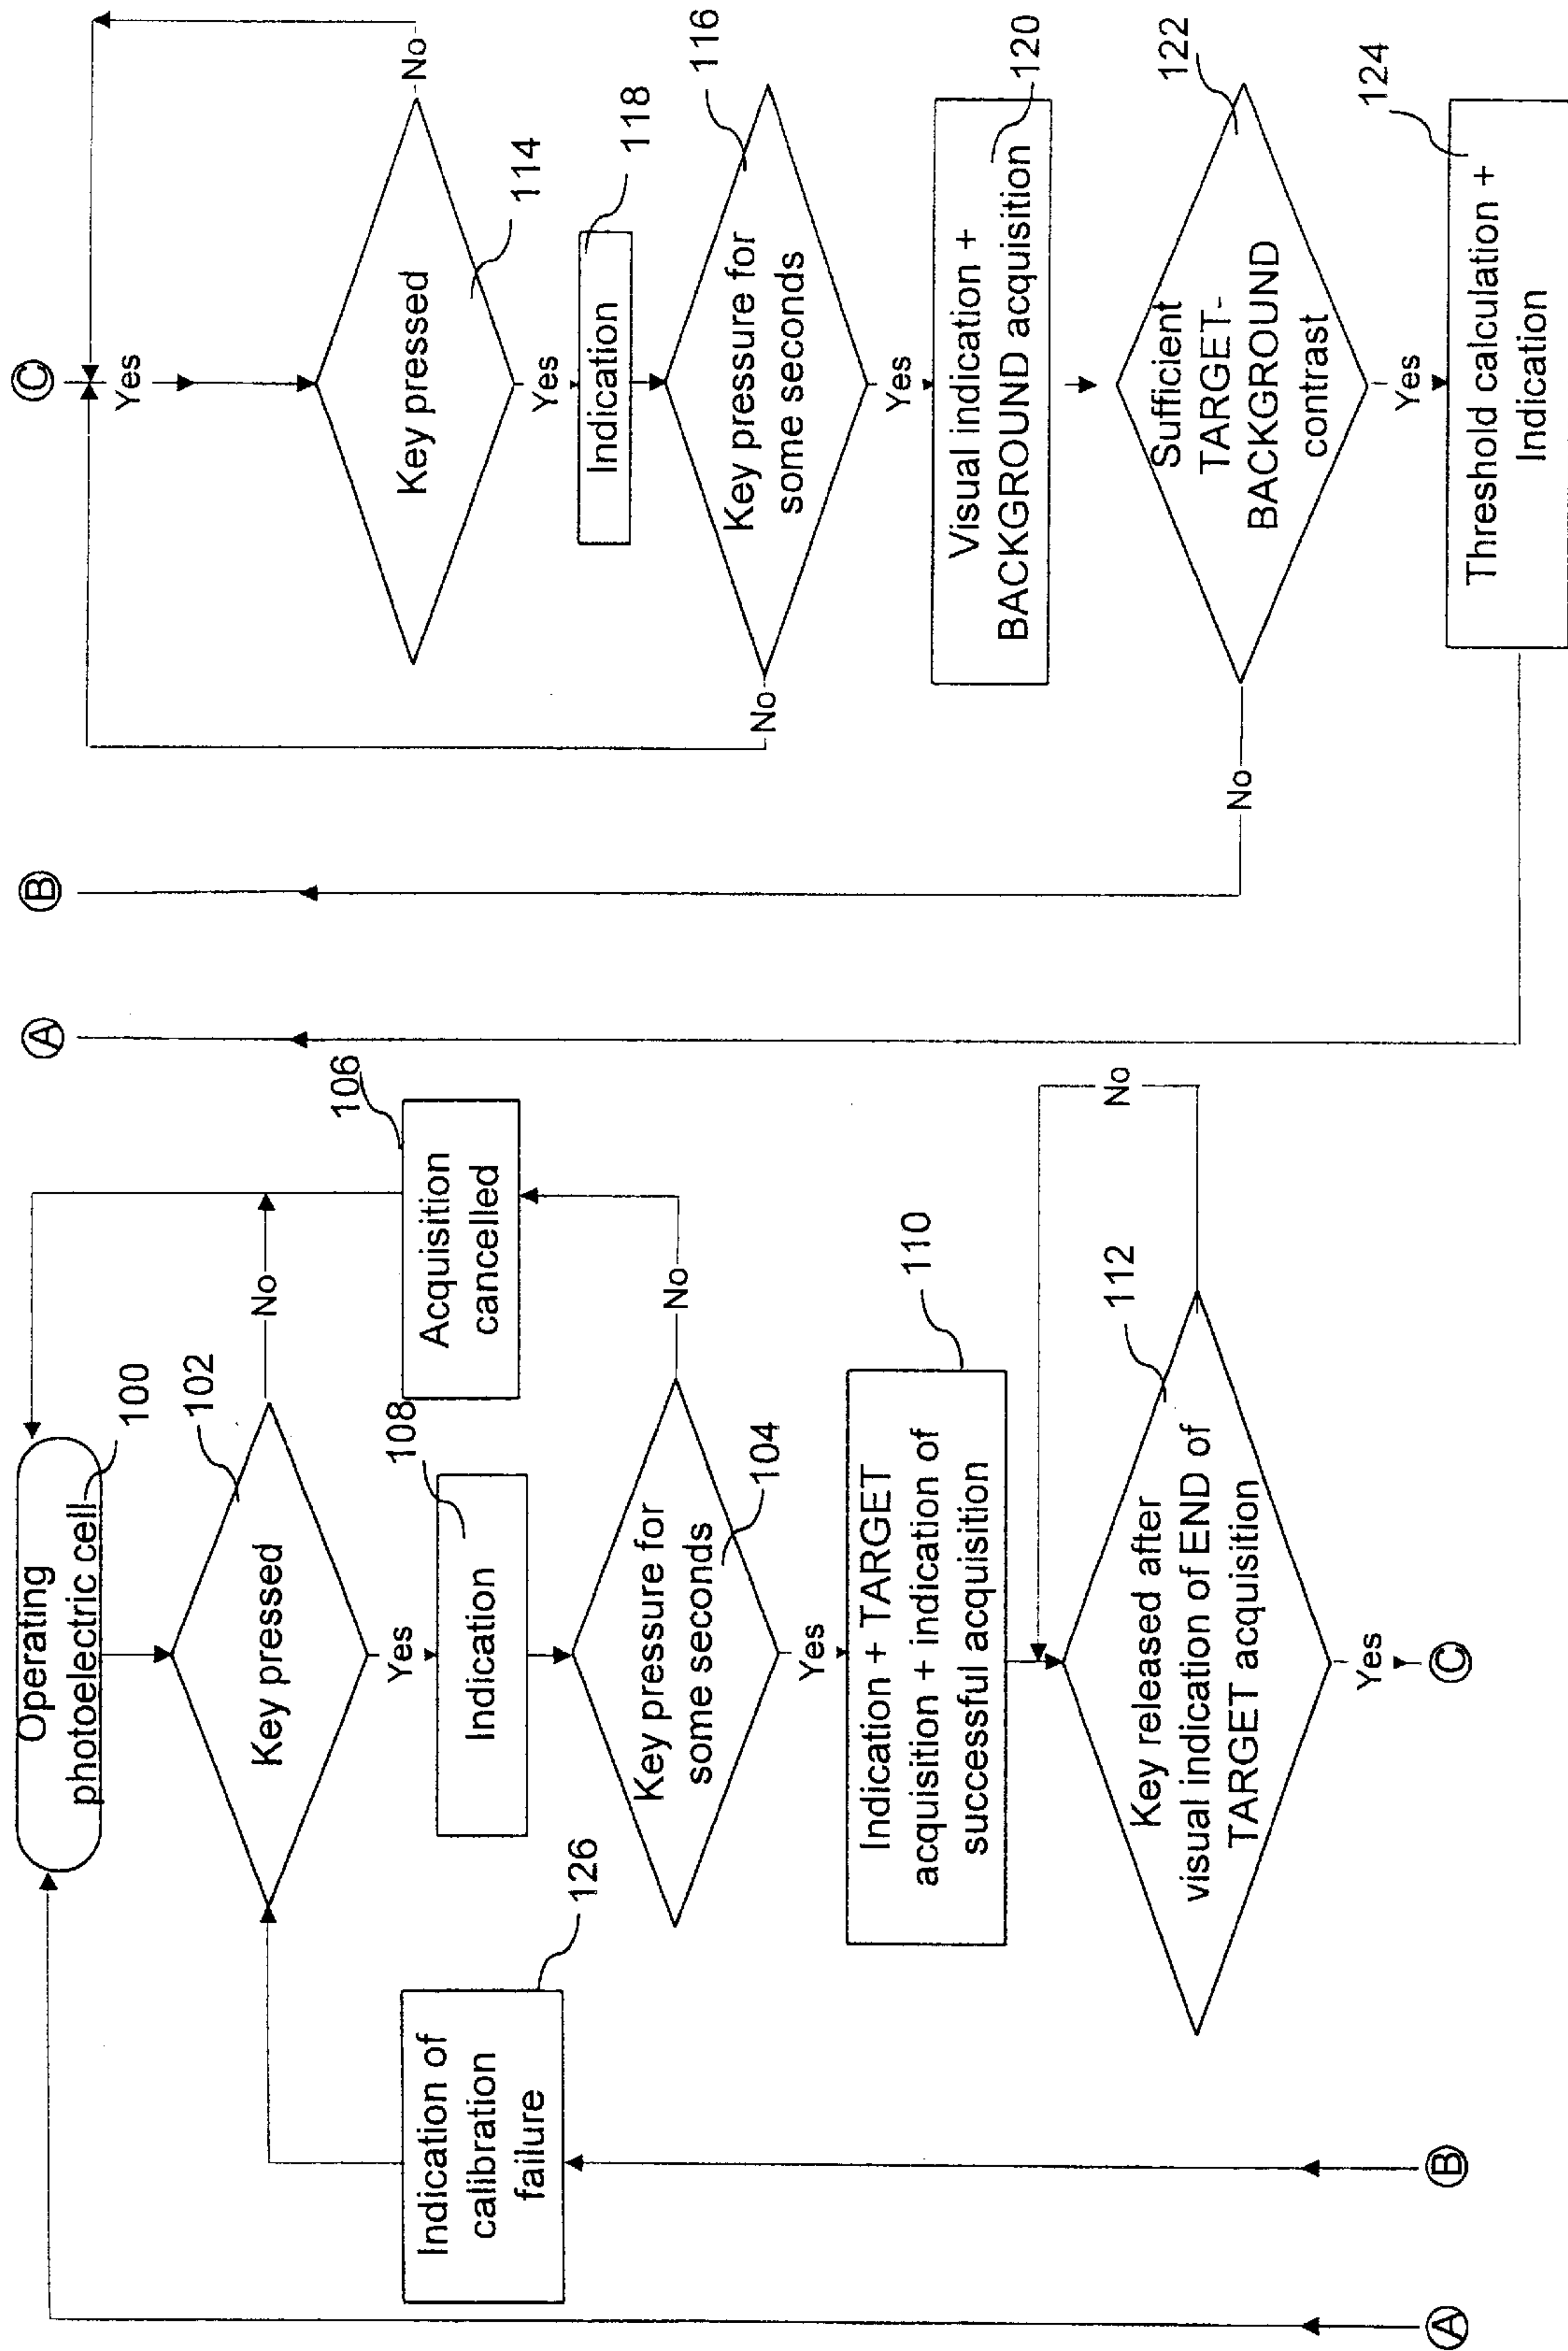 Operating
photoelectric cell
100
102
Key pressed
No
Yes
106
Acquisition
cancelled
108
Indication
126
Indication of
calibration
failure
Key pressure for
some seconds
104
No
Yes
110
Indication + TARGET
acquisition + indication of
successful acquisition
112
Key released after
visual indication of END of
TARGET acquisition
No
Yes
A
B
C
A
B
C
Yes
Key pressed
No
114
Yes
118
Indication
116
Key pressure for
some seconds
No
Yes
Visual indication +
BACKGROUND acquisition
120
122
Sufficient
TARGET-
BACKGROUND
contrast
No
Yes
124
Threshold calculation +
Indication